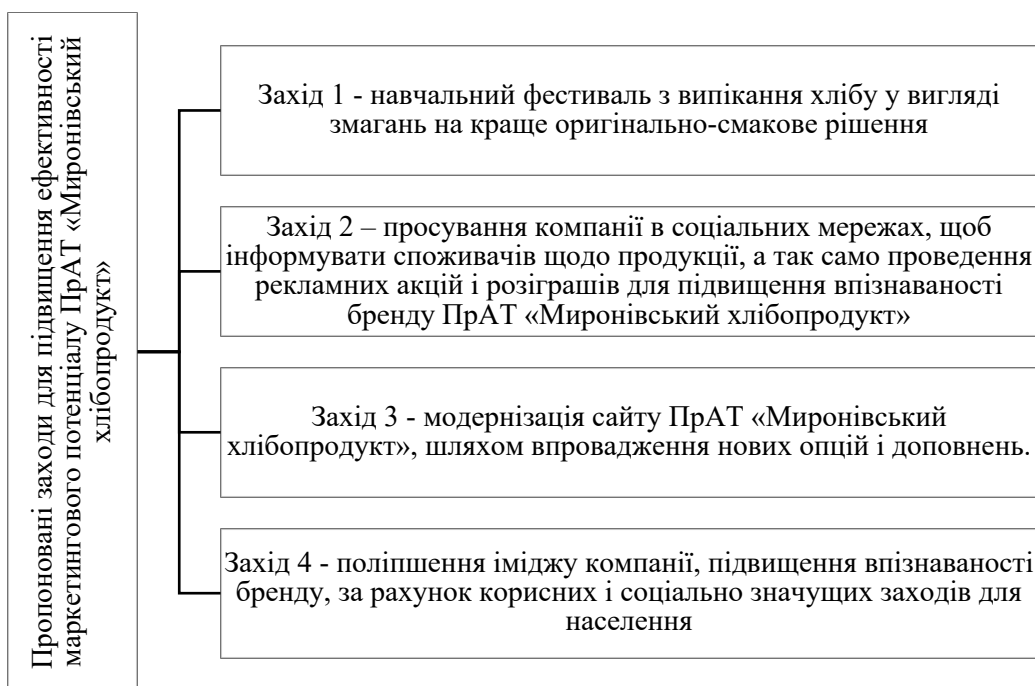 Пропоновані заходи для підвищення ефективності
маркетингового потенціалу ПрАТ «Миронівський
хлібопродукт»
Захід 1 - навчальний фестиваль з випікання хлібу у вигляді
змагань на краще оригінально-смакове рішення
Захід 2 – просування компанії в соціальних мережах, щоб
інформувати споживачів щодо продукції, а так само проведення
рекламних акцій і розіграшів для підвищення впізнаваності
бренду ПрАТ «Миронівський хлібопродукт»
Захід 3 - модернізація сайту ПрАТ «Миронівський
хлібопродукт», шляхом впровадження нових опцій і доповнень.
Захід 4 - поліпшення іміджу компанії, підвищення впізнаваності
бренду, за рахунок корисних і соціально значущих заходів для
населення